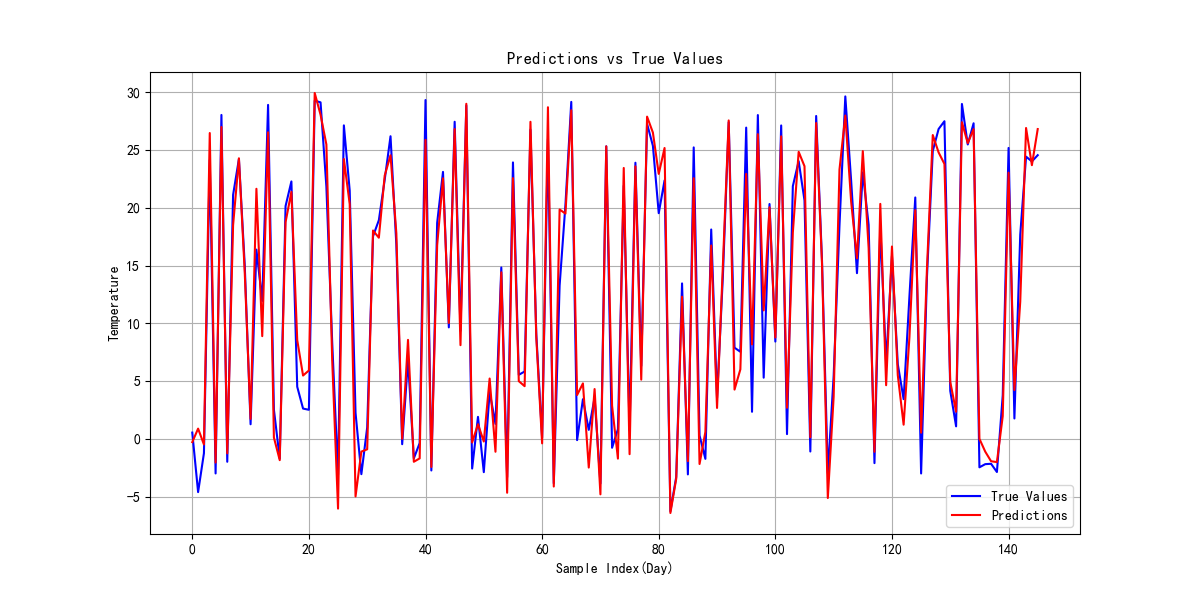 Predictions vs True Values
30
25
20
15
10
5
0
−5
Temperature
0 20 40 60 80 100 120 140
Sample Index(Day)
True Values
Predictions